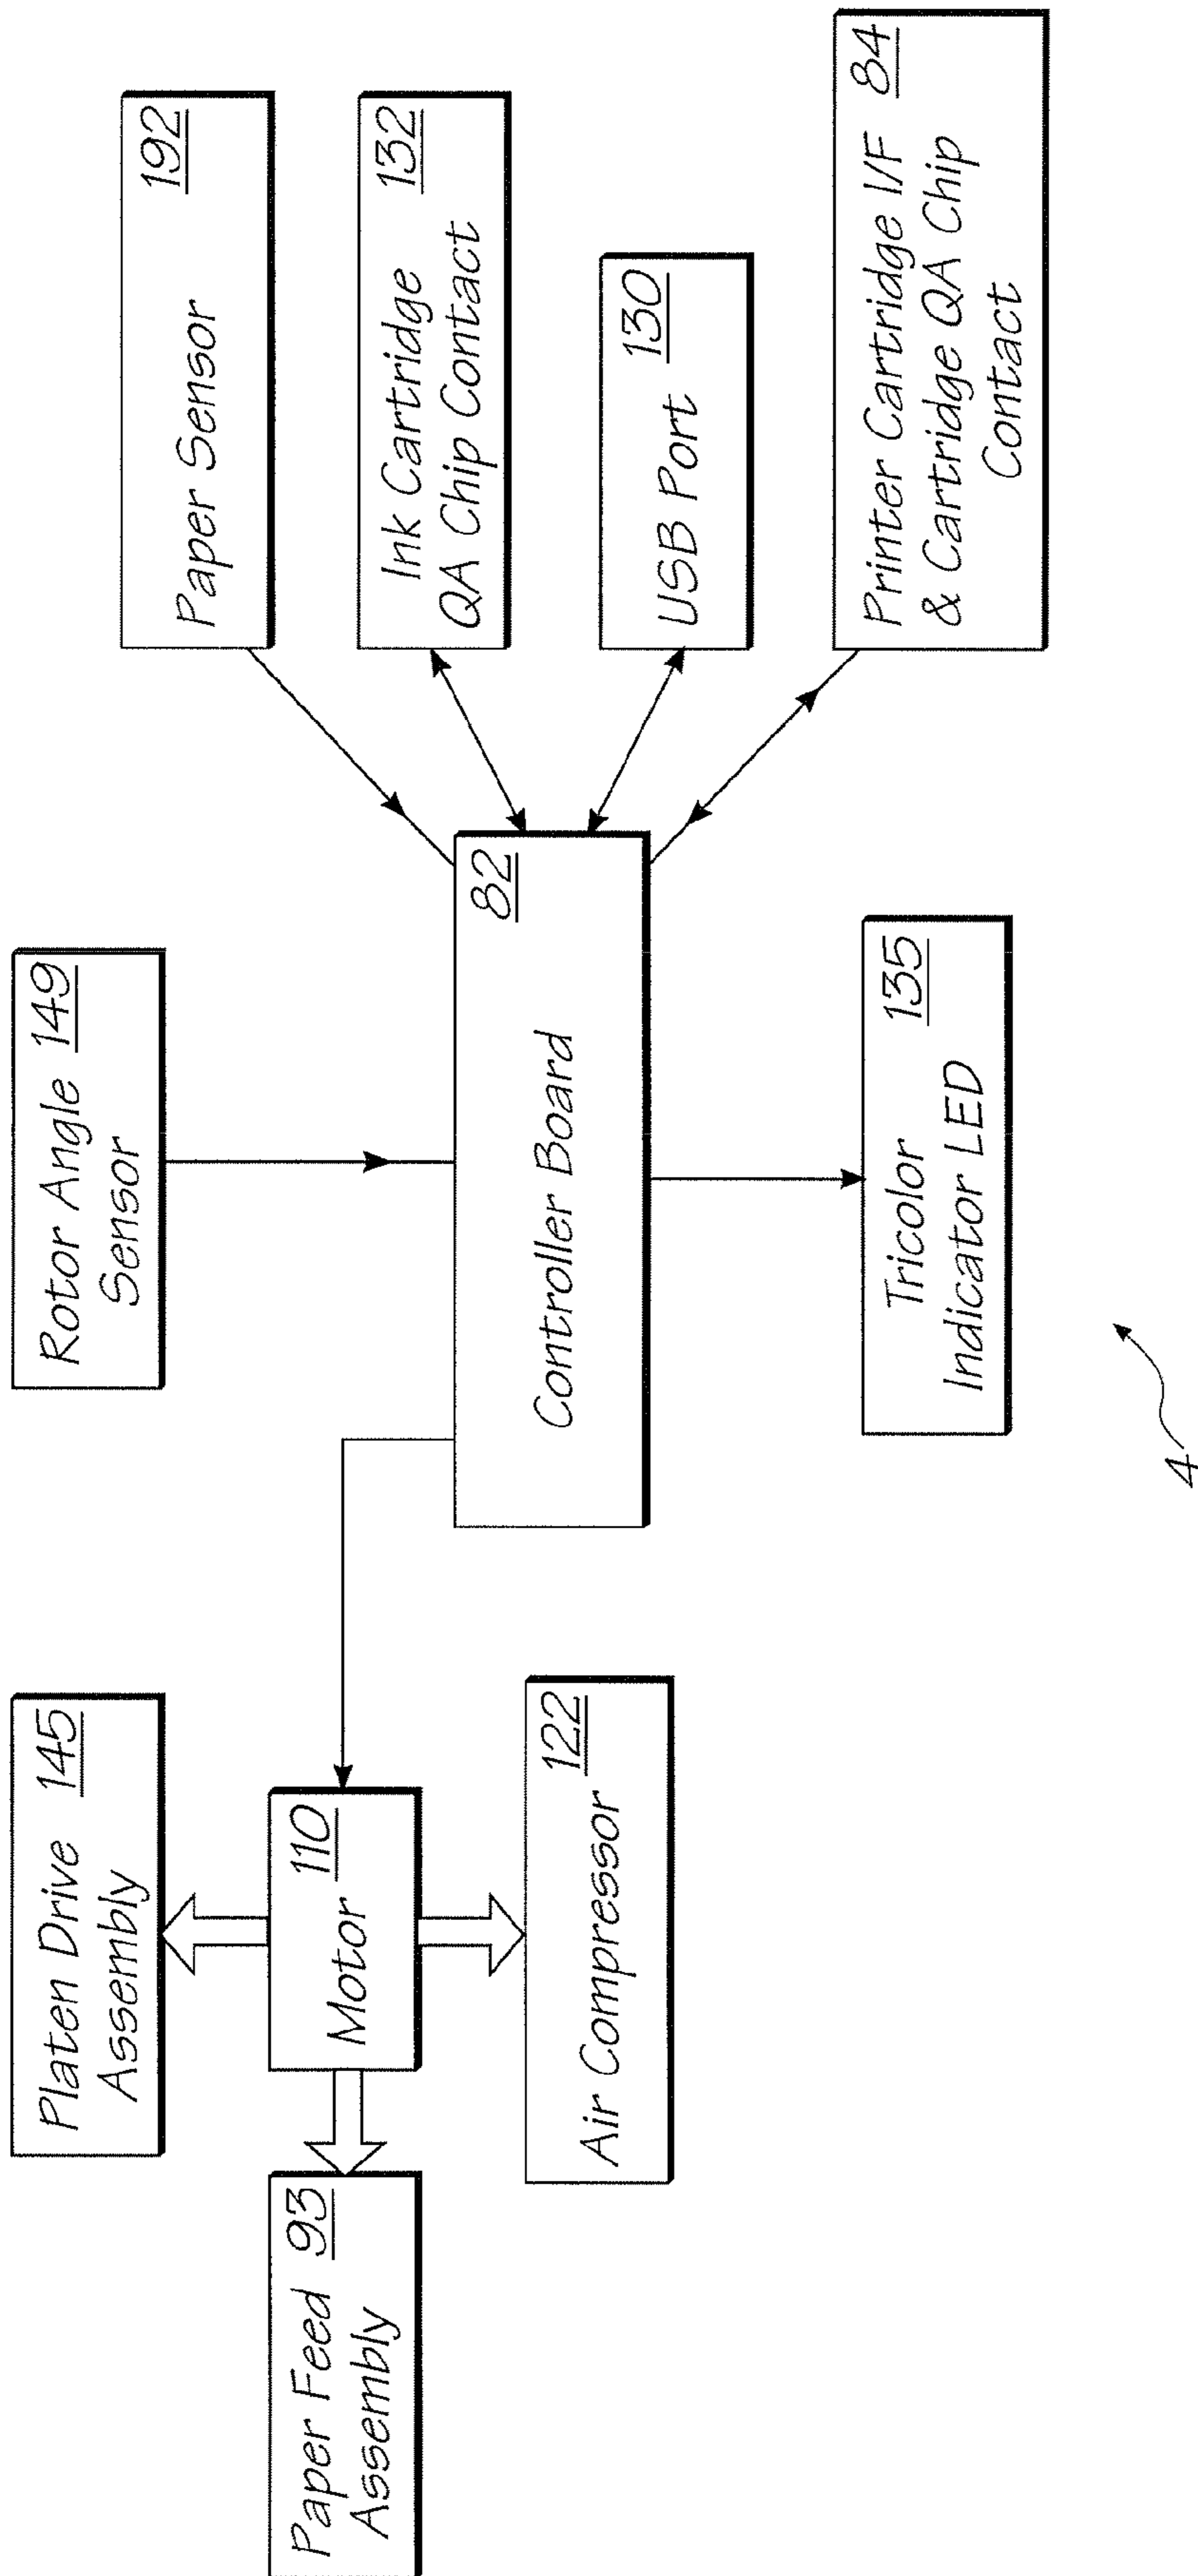 Platen Drive 145
Assembly
Rotor Angle 149
Sensor
Paper Sensor 192
Paper Feed 93
Assembly
Motor 110
Ink Cartridge 132
QA Chip Contact
Air Compressor 122
Controller Board 82
USB Port 130
Tricolor 135
Indicator LED
Printer Cartridge I/F 84
& Cartridge QA Chip
Contact
4